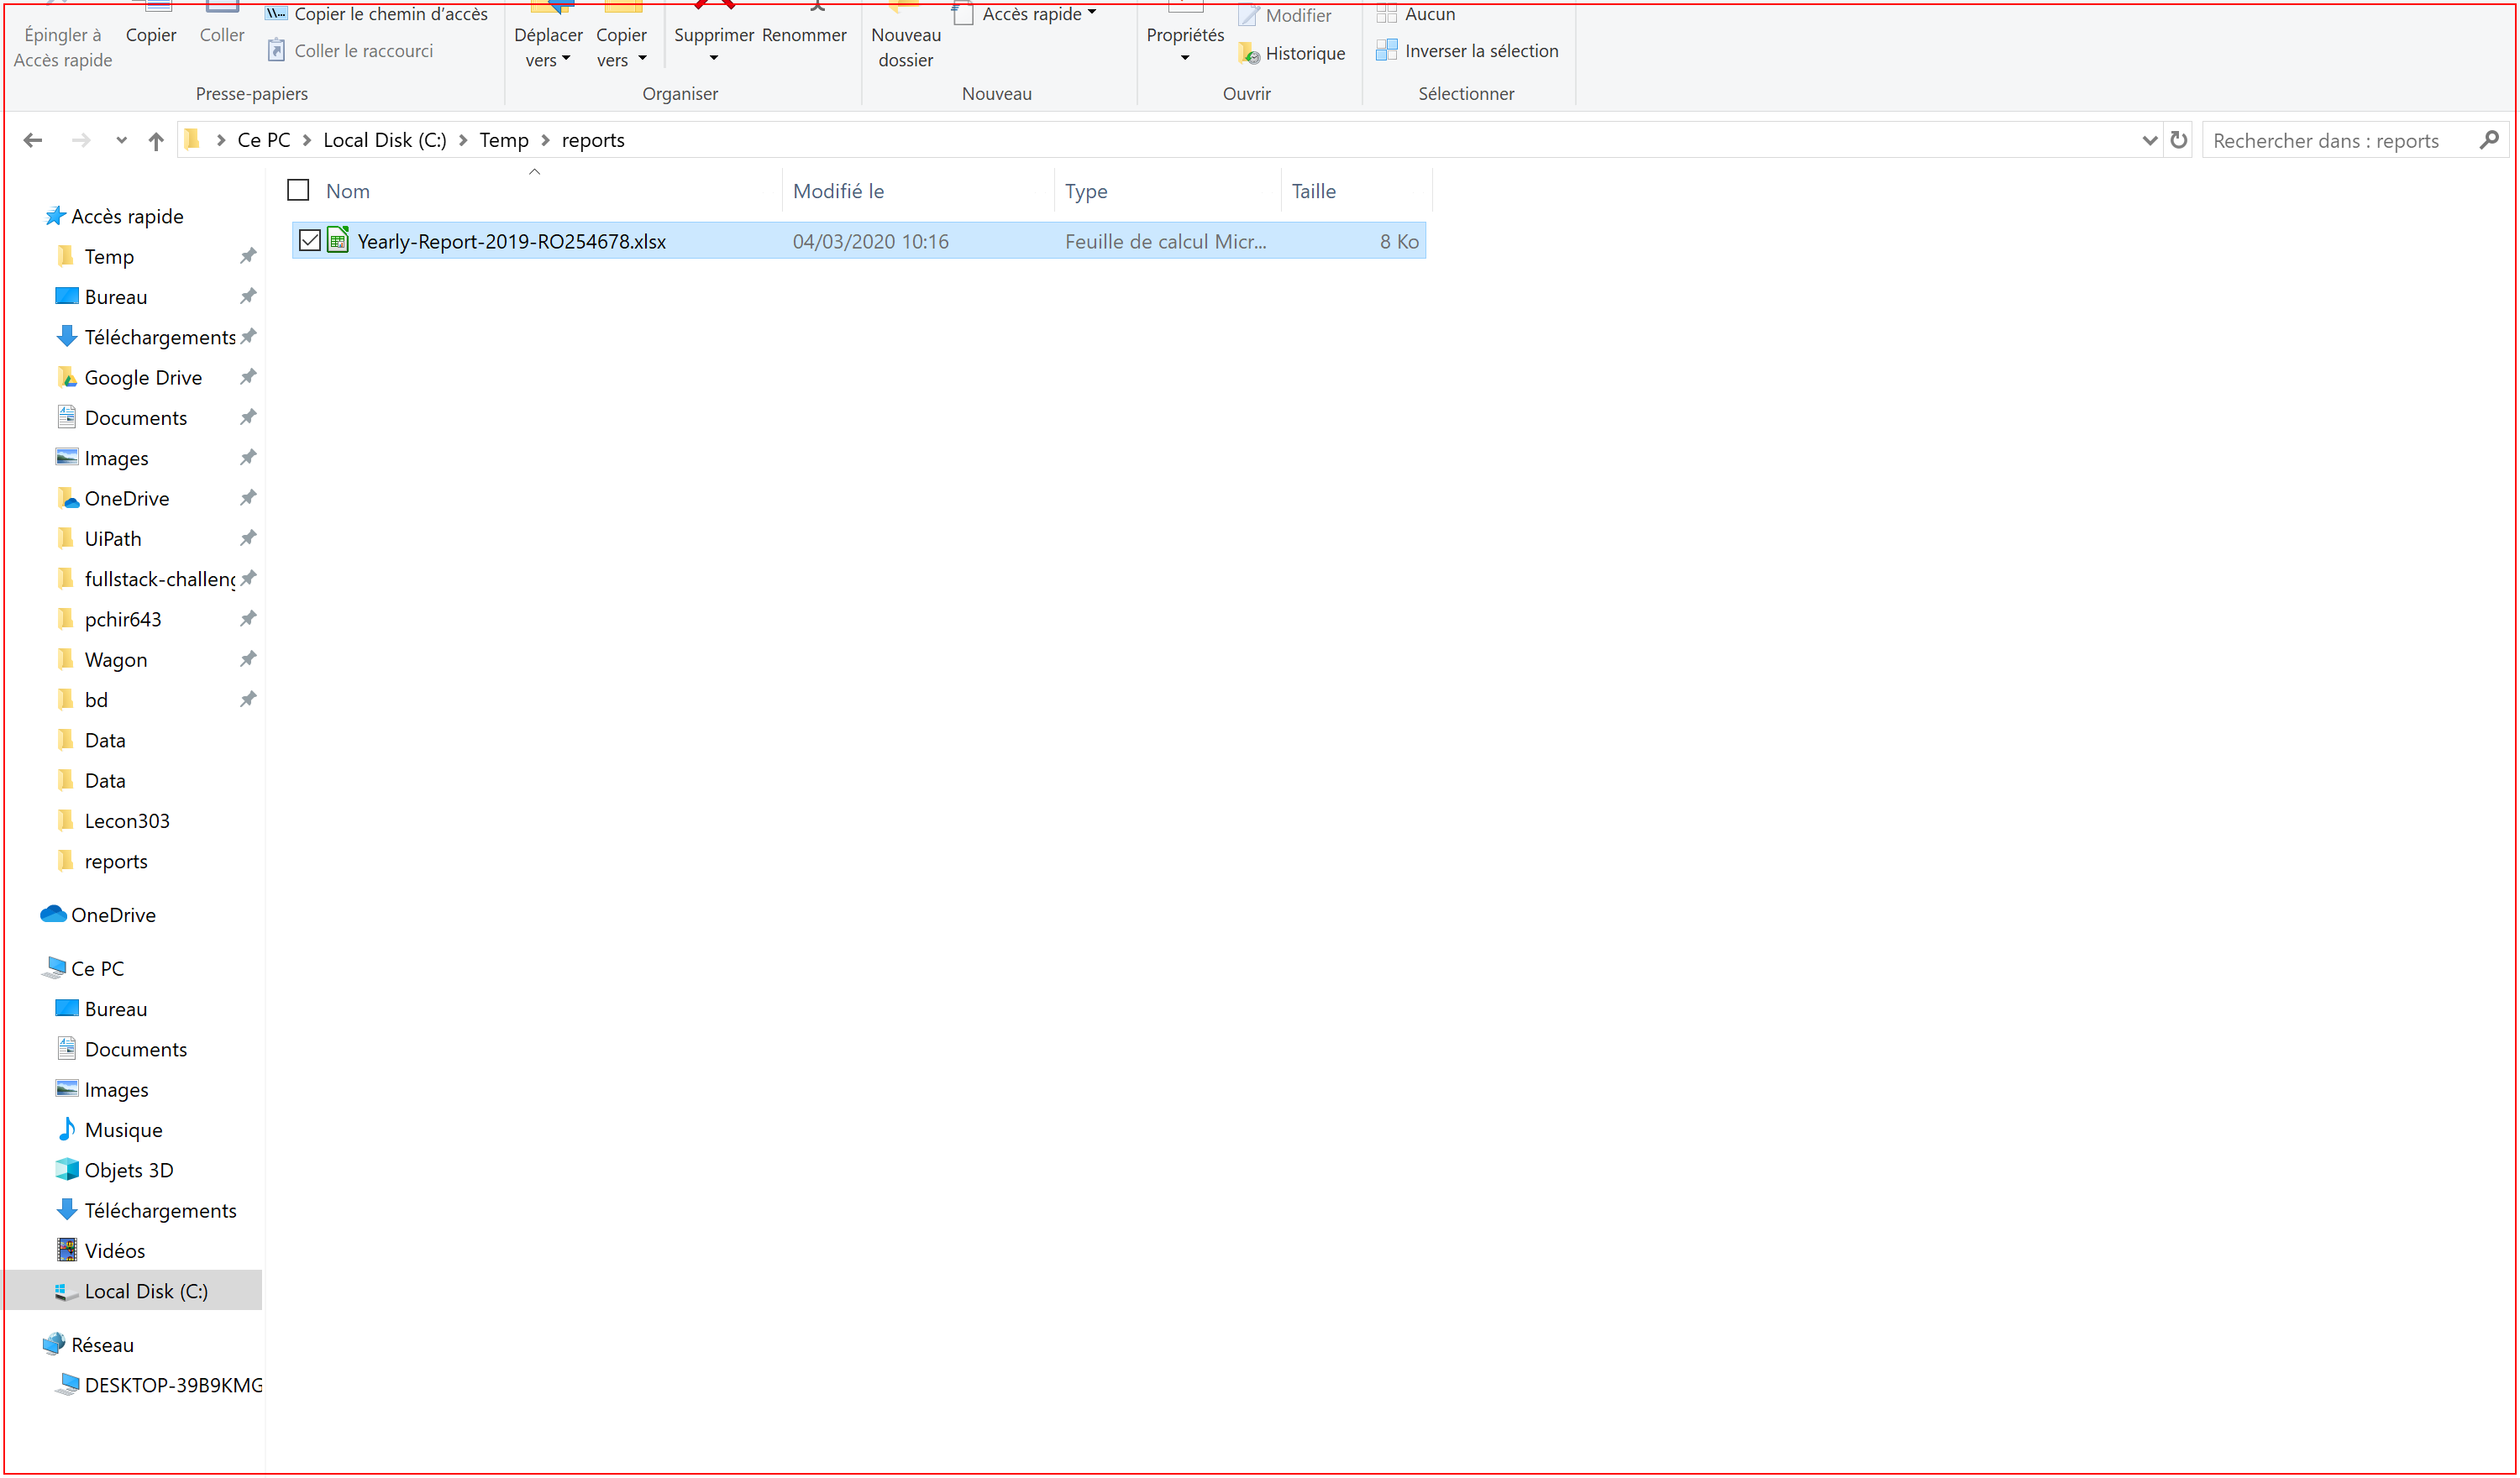 Copier le chemin d'accès
Accès rapide
Modifier
Aucun
Épingler à
Accès rapide
Copier
Coller
Coller le raccourci
Déplacer
vers
Copier
vers
Supprimer
Renommer
Nouveau
dossier
Propriétés
Historique
Inverser la sélection
Presse-papiers
Organiser
Nouveau
Ouvrir
Sélectionner
Ce PC
Local Disk (C:)
Temp
reports
Rechercher dans : reports
Nom
Modifié le
Type
Taille
Yearly-Report-2019-RO254678.xlsx
04/03/2020 10:16
Feuille de calcul Micr...
8 Ko
Accès rapide
Temp
Bureau
Téléchargements
Google Drive
Documents
Images
OneDrive
UiPath
fullstack-challeng
pchir643
Wagon
bd
Data
Data
Lecon303
reports
OneDrive
Ce PC
Bureau
Documents
Images
Musique
Objets 3D
Téléchargements
Vidéos
Local Disk (C:)
Réseau
DESKTOP-39B9KMG